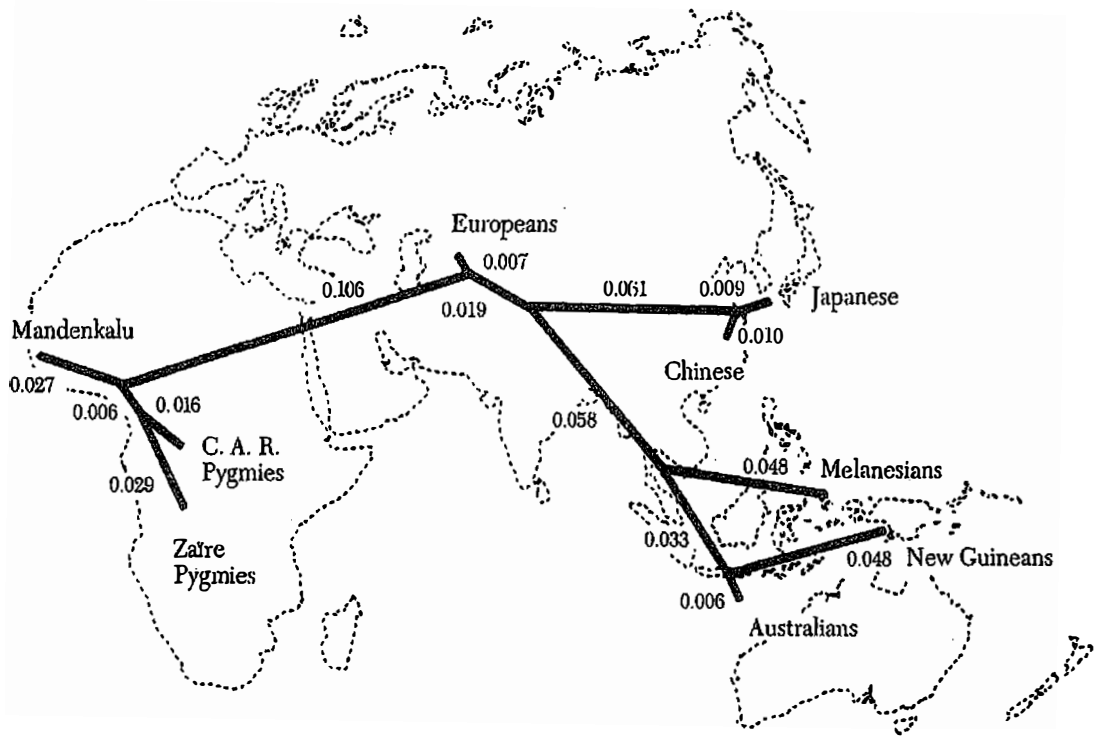 Europeans
0.007
0.106
0.019
0.061
0.009
Japanese
0.010
Mandenkalu
0.027
0.006
0.016
C. A. R.
Pygmies
0.029
Zaïre
Pygmies
Chinese
0.058
0.048
Melanesians
0.033
0.048
New Guineans
0.006
Australians